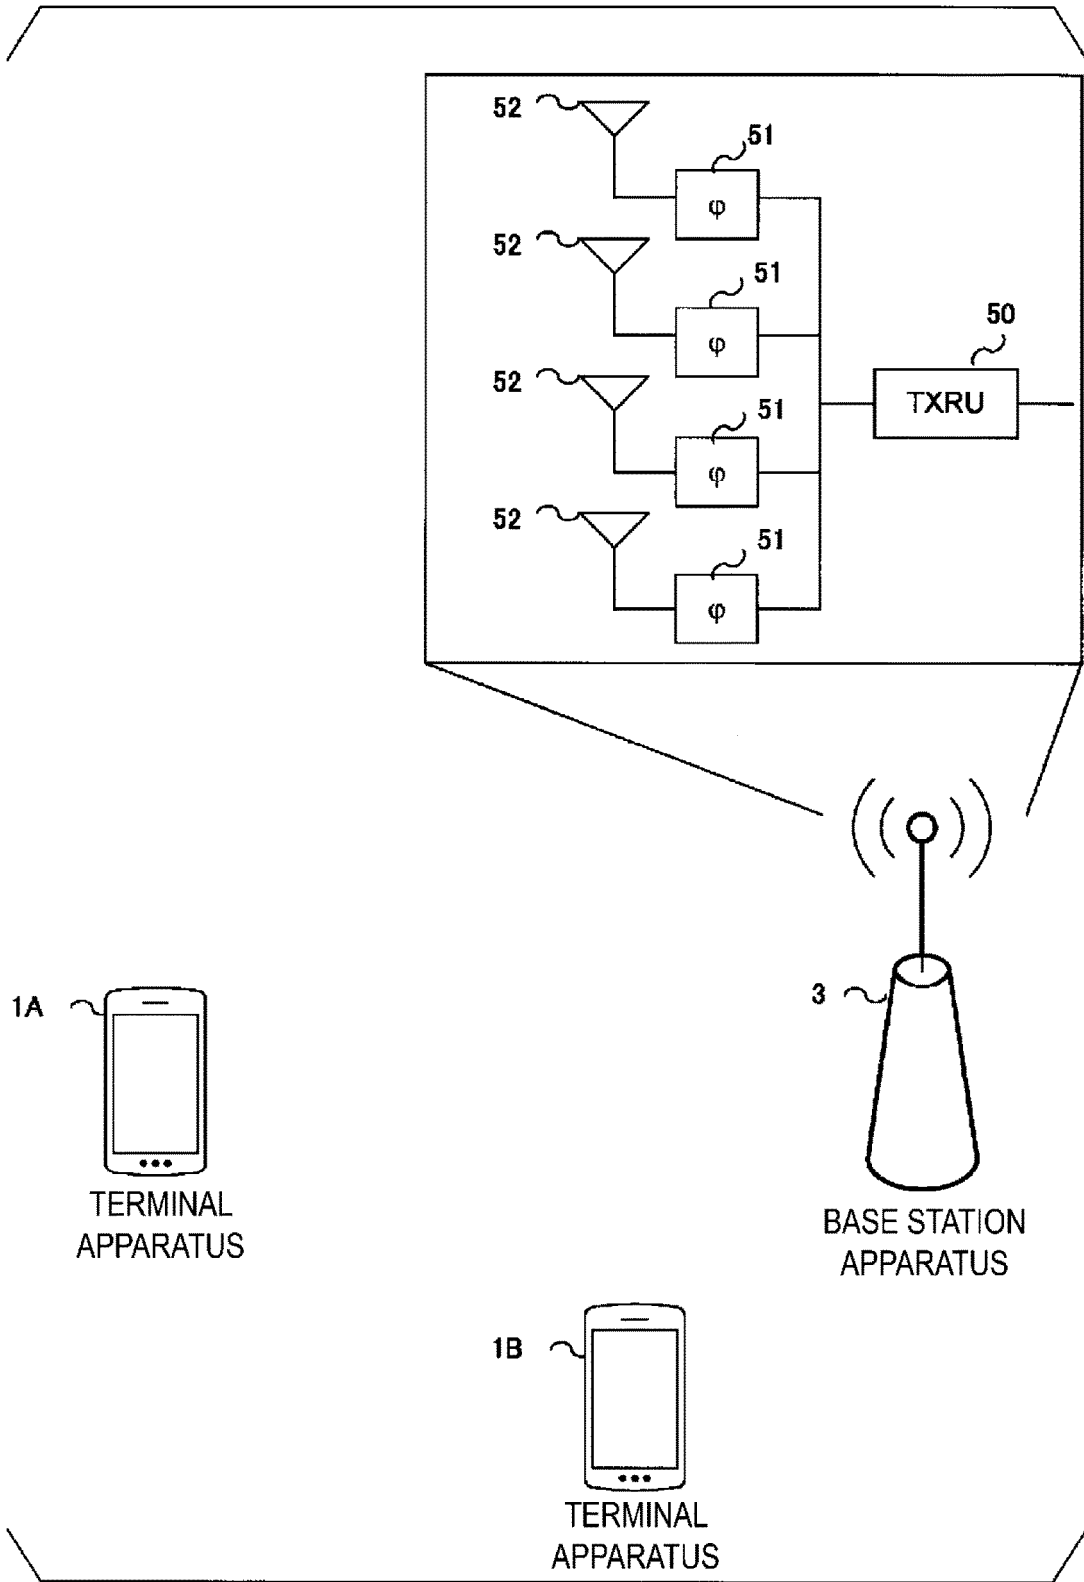 52
51
φ
52
51
φ
50
TXRU
52
51
φ
52
51
φ
1A
3
TERMINAL
APPARATUS
BASE STATION
APPARATUS
1B
TERMINAL
APPARATUS